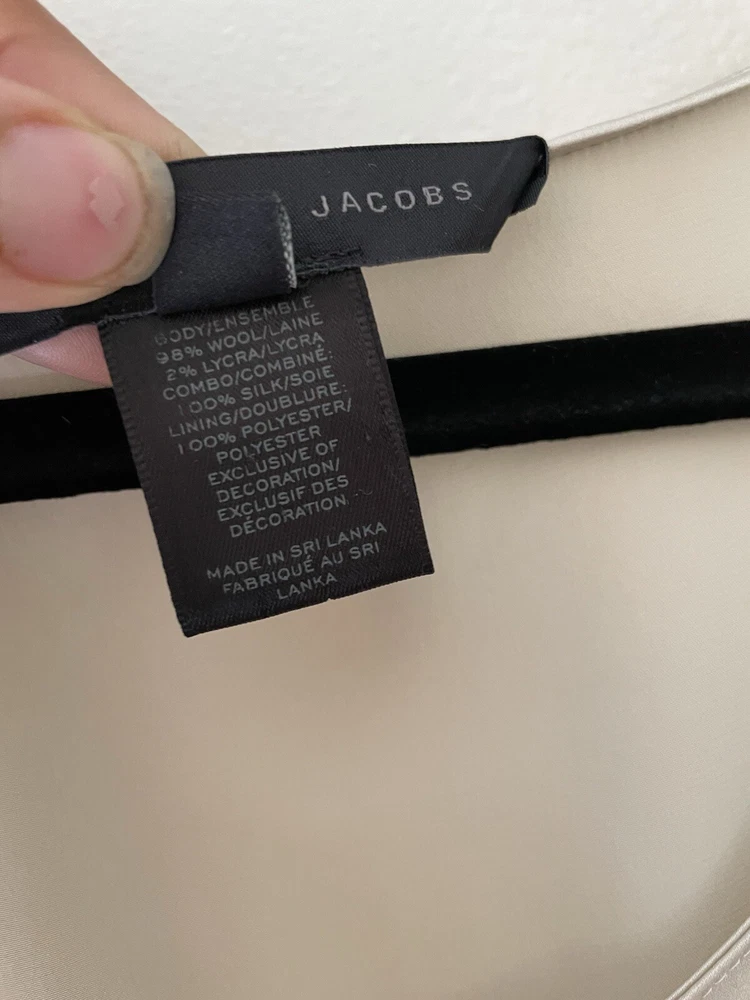 JACOBS
BODY/ENSEMBLE
98% WOOL/LAINE
2% LYCRA/LYCRA
COMBO/COMBINÉ:
100% SILK/SOIE
LINING/DOUBLURE:
100% POLYESTER/
POLYESTER
EXCLUSIVE OF
DECORATION/
EXCLUSIF DES
DÉCORATION
MADE IN SRI LANKA
FABRIQUÉ AU SRI
LANKA